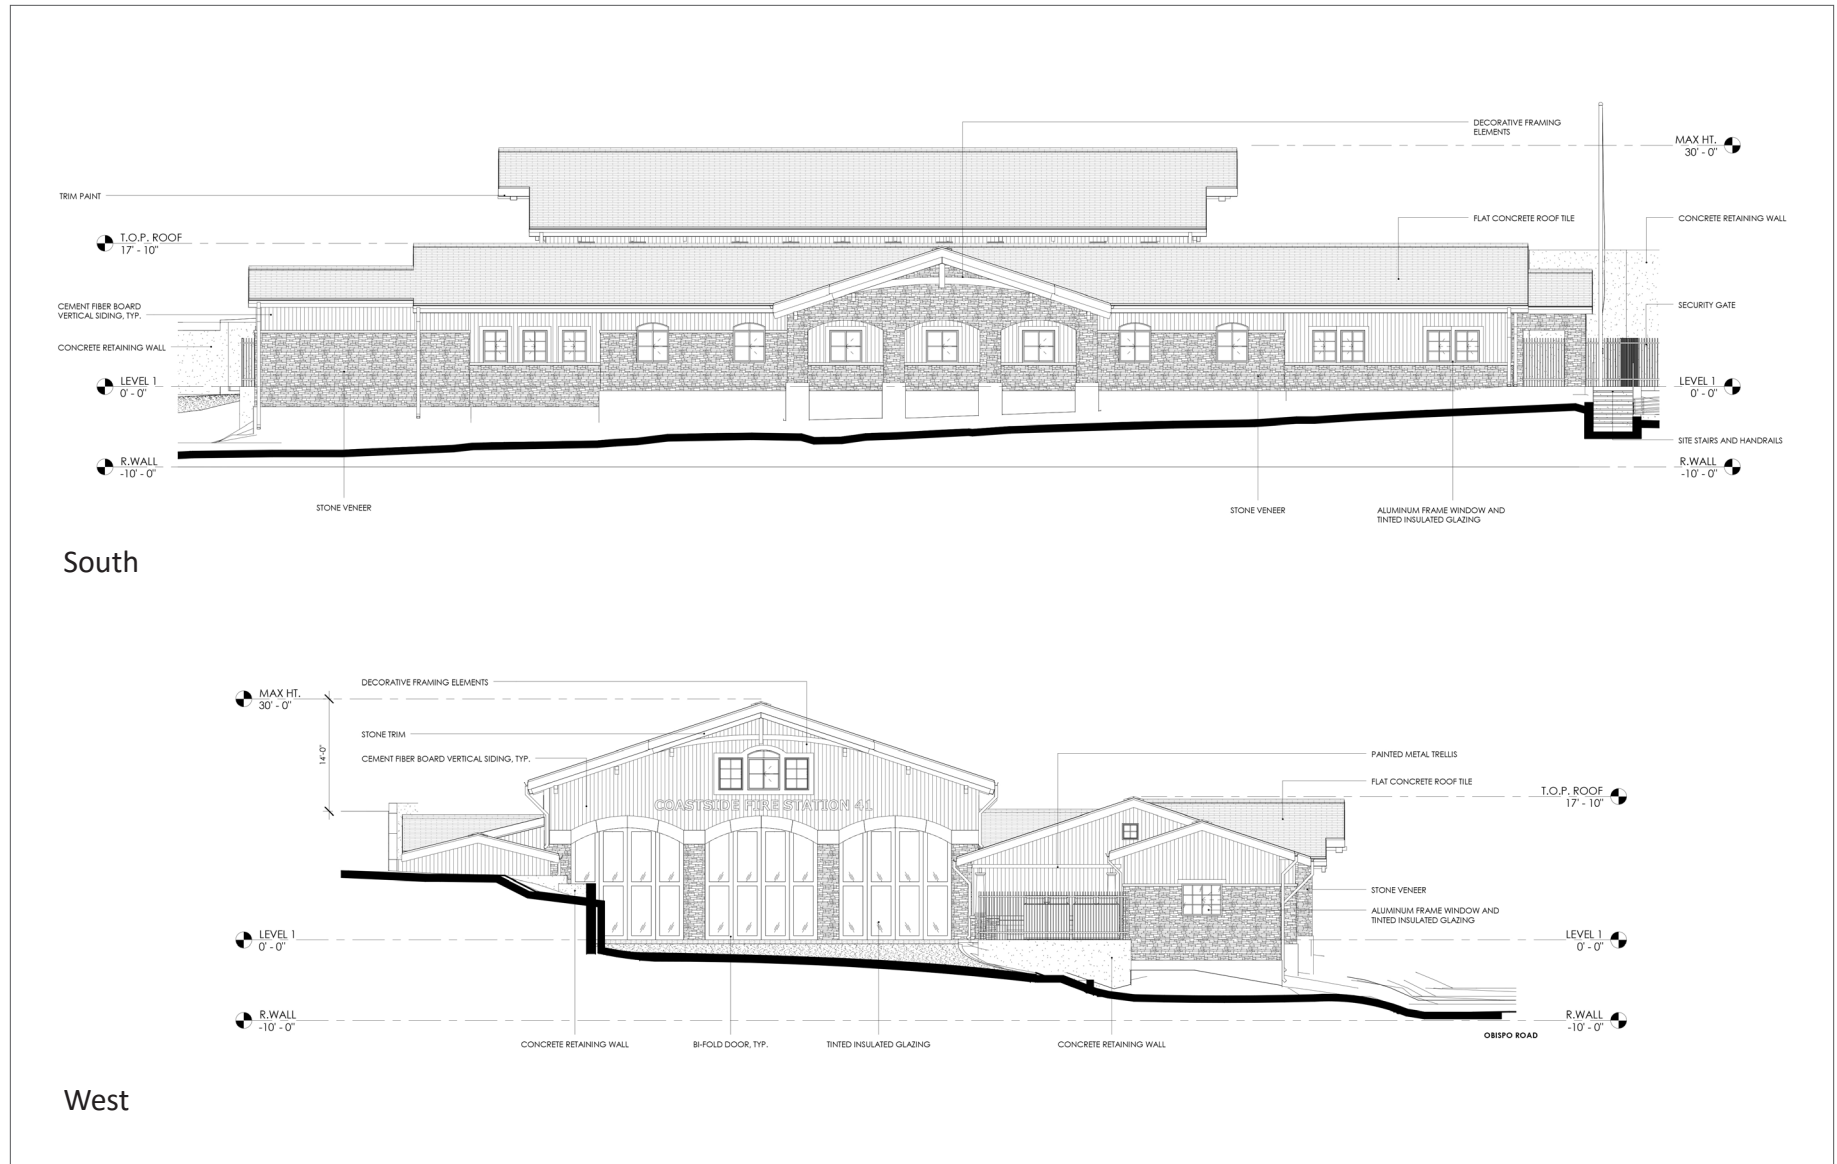 DECORATIVE FRAMING
ELEMENTS
MAX HT.
30' - 0"
TRIM PAINT
FLAT CONCRETE ROOF TILE
CONCRETE RETAINING WALL
T.O.P. ROOF
17' - 10"
CEMENT FIBER BOARD
VERTICAL SIDING, TYP.
SECURITY GATE
CONCRETE RETAINING WALL
LEVEL 1
0' - 0"
LEVEL 1
0' - 0"
SITE STAIRS AND HANDRAILS
R.WALL
-10' - 0"
R.WALL
-10' - 0"
STONE VENEER
STONE VENEER
ALUMINUM FRAME WINDOW AND
TINTED INSULATED GLAZING
South
DECORATIVE FRAMING ELEMENTS
MAX HT.
30' - 0"
STONE TRIM
14'-0"
CEMENT FIBER BOARD VERTICAL SIDING, TYP.
PAINTED METAL TRELLIS
FLAT CONCRETE ROOF TILE
T.O.P. ROOF
17' - 10"
COASTSIDE FIRE STATION 41
STONE VENEER
ALUMINUM FRAME WINDOW AND
TINTED INSULATED GLAZING
LEVEL 1
0' - 0"
LEVEL 1
0' - 0"
R.WALL
-10' - 0"
R.WALL
-10' - 0"
OBISPO ROAD
CONCRETE RETAINING WALL
BI-FOLD DOOR, TYP.
TINTED INSULATED GLAZING
CONCRETE RETAINING WALL
West